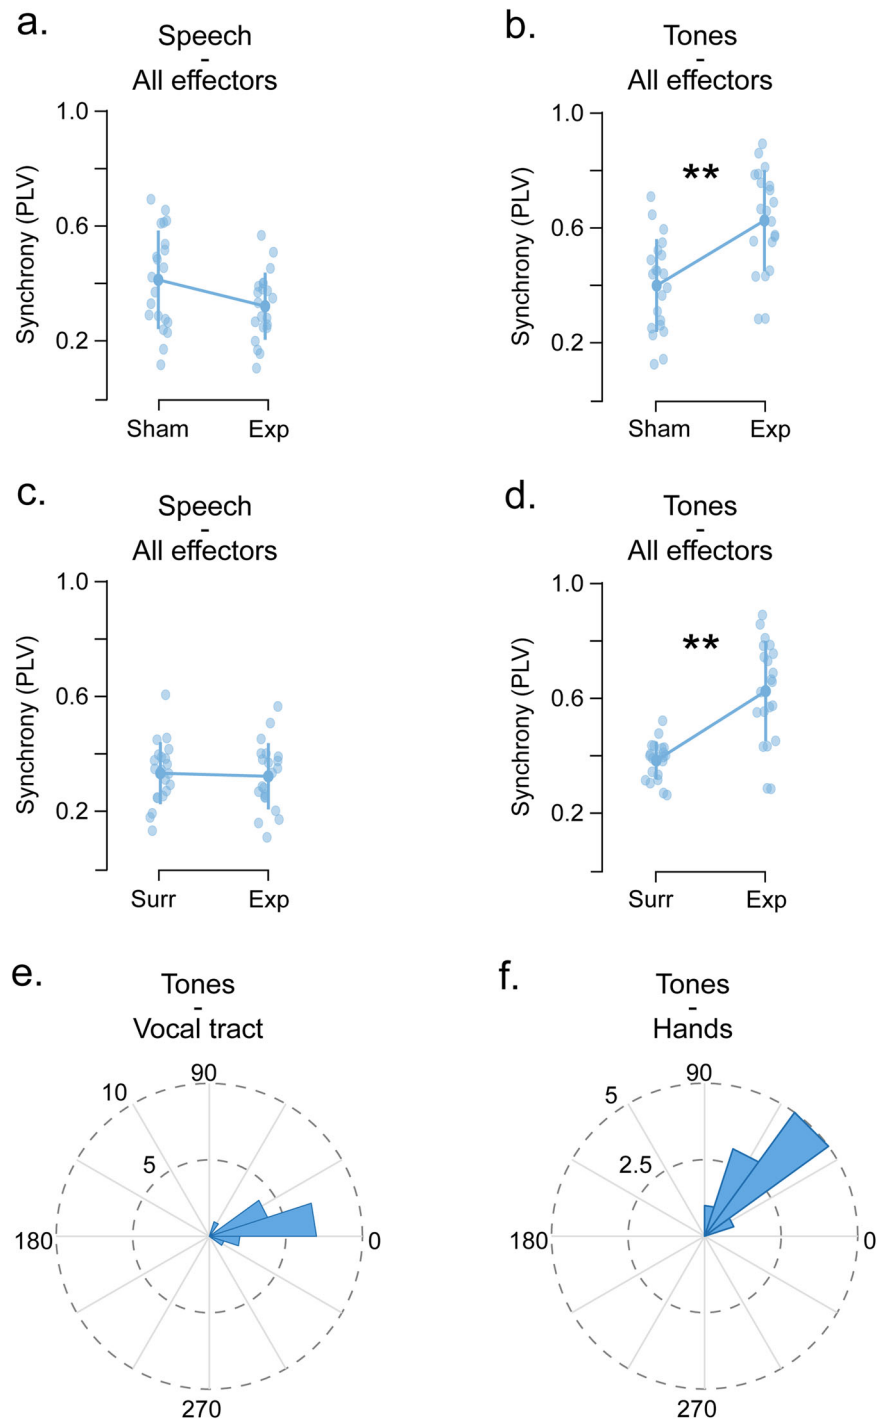 a.
Speech
-
All effectors
1.0
0.6
0.2
Synchrony (PLV)
Sham Exp
b.
Tones
-
All effectors
1.0
0.6
0.2
Synchrony (PLV)
**
Sham Exp
c.
Speech
-
All effectors
1.0
0.6
0.2
Synchrony (PLV)
Surr Exp
d.
Tones
-
All effectors
1.0
0.6
0.2
Synchrony (PLV)
**
Surr Exp
e.
Tones
-
Vocal tract
90
10
5
180
0
270
f.
Tones
-
Hands
90
5
2.5
180
0
270